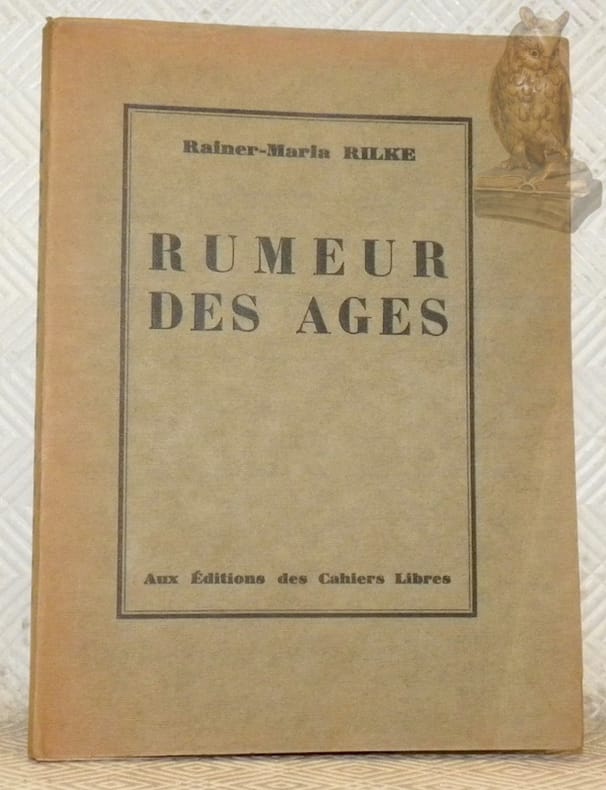 Rainer-Maria RILKE
RUMEUR
DES AGES
Aux Éditions des Cahiers Libres